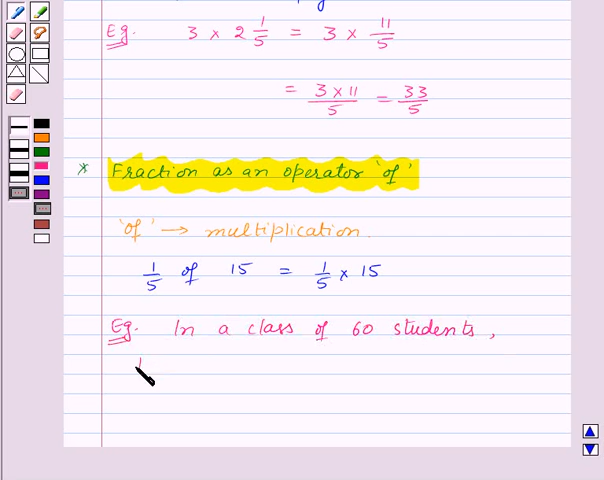 Eg. 3 × 2 1/5 = 3 × 11/5
= 3 × 11/5 = 33/5
* Fraction as an operator 'of'
'of' → multiplication.
1/5 of 15 = 1/5 × 15
Eg. In a class of 60 students,